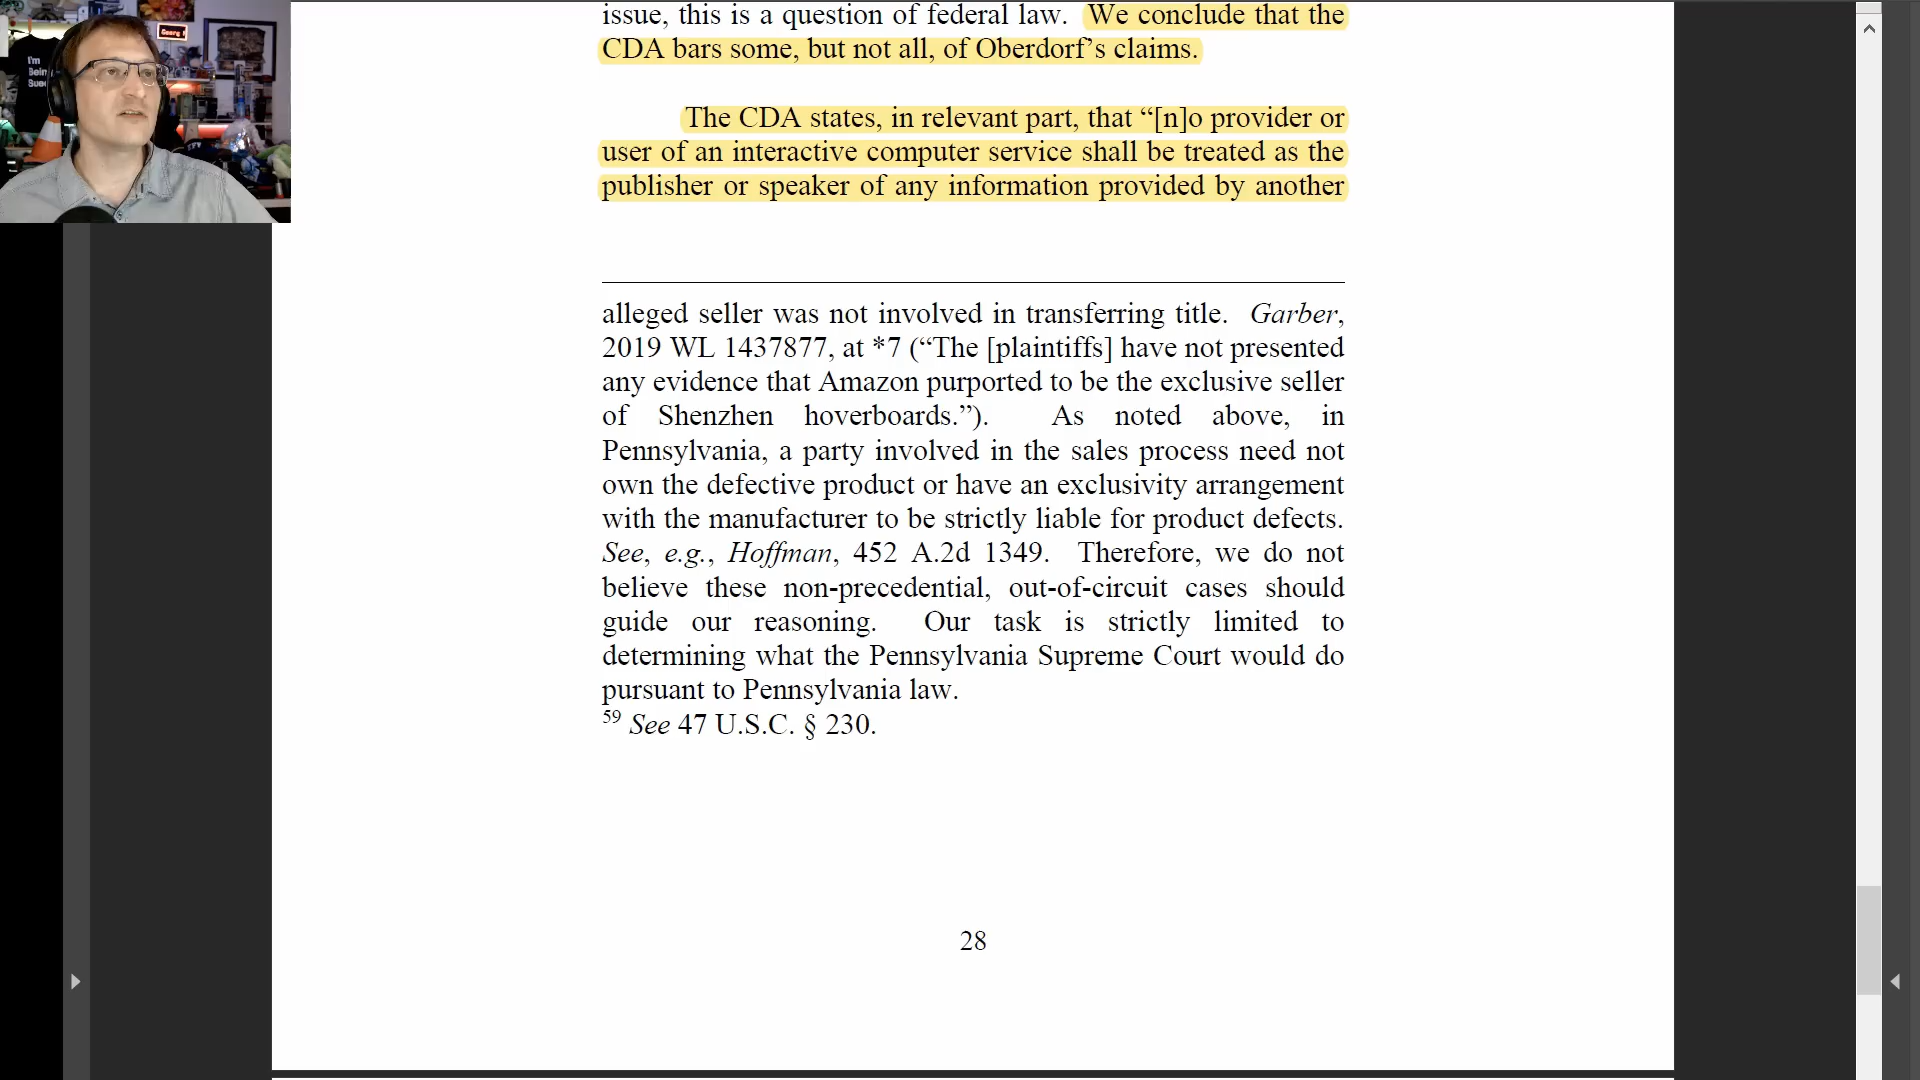 issue, this is a question of federal law. We conclude that the
CDA bars some, but not all, of Oberdorf’s claims.
The CDA states, in relevant part, that “[n]o provider or
user of an interactive computer service shall be treated as the
publisher or speaker of any information provided by another
alleged seller was not involved in transferring title. Garber,
2019 WL 1437877, at *7 (“The [plaintiffs] have not presented
any evidence that Amazon purported to be the exclusive seller
of Shenzhen hoverboards.”). As noted above, in
Pennsylvania, a party involved in the sales process need not
own the defective product or have an exclusivity arrangement
with the manufacturer to be strictly liable for product defects.
See, e.g., Hoffman, 452 A.2d 1349. Therefore, we do not
believe these non-precedential, out-of-circuit cases should
guide our reasoning. Our task is strictly limited to
determining what the Pennsylvania Supreme Court would do
pursuant to Pennsylvania law.
59 See 47 U.S.C. § 230.
28
I'm